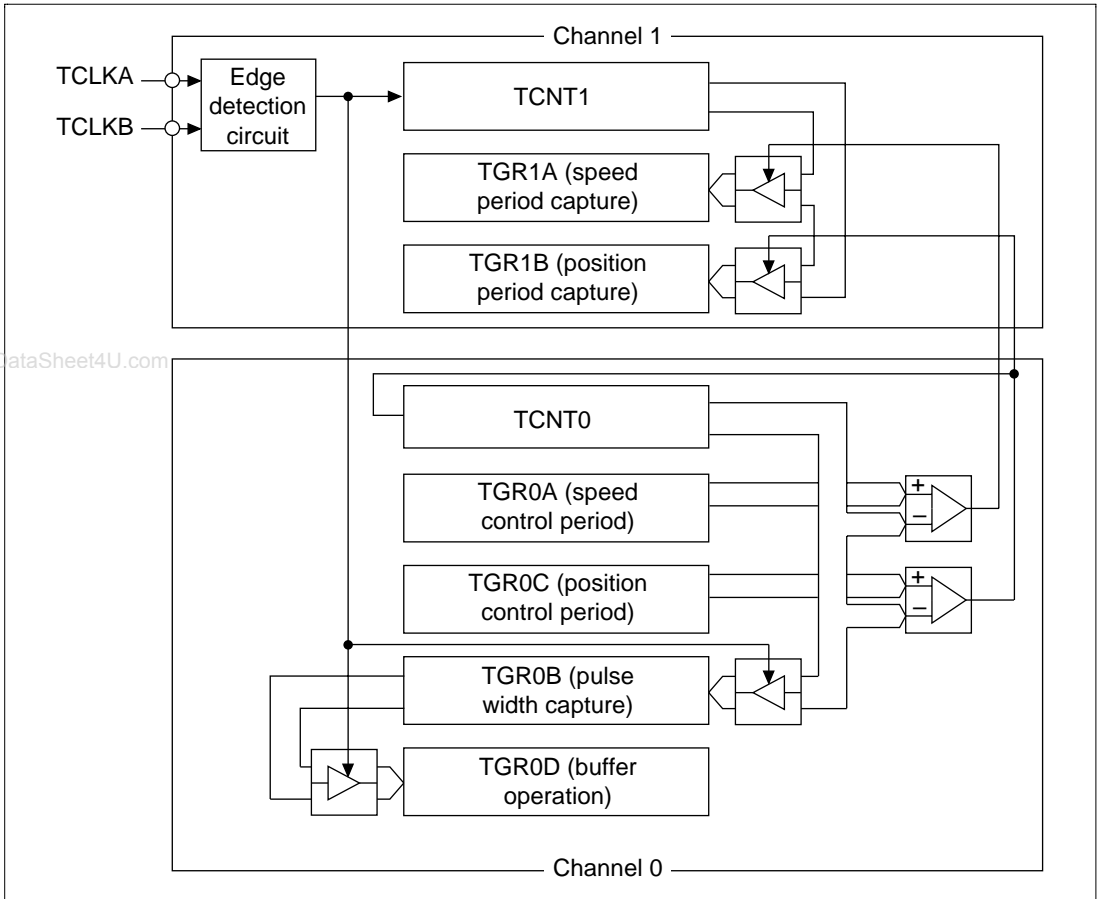 Channel 1
TCLKA
TCLKB
Edge
detection
circuit
TCNT1
TGR1A (speed
period capture)
TGR1B (position
period capture)
DataSheet4U.com
TCNT0
TGR0A (speed
control period)
+
−
TGR0C (position
control period)
+
−
TGR0B (pulse
width capture)
TGR0D (buffer
operation)
Channel 0